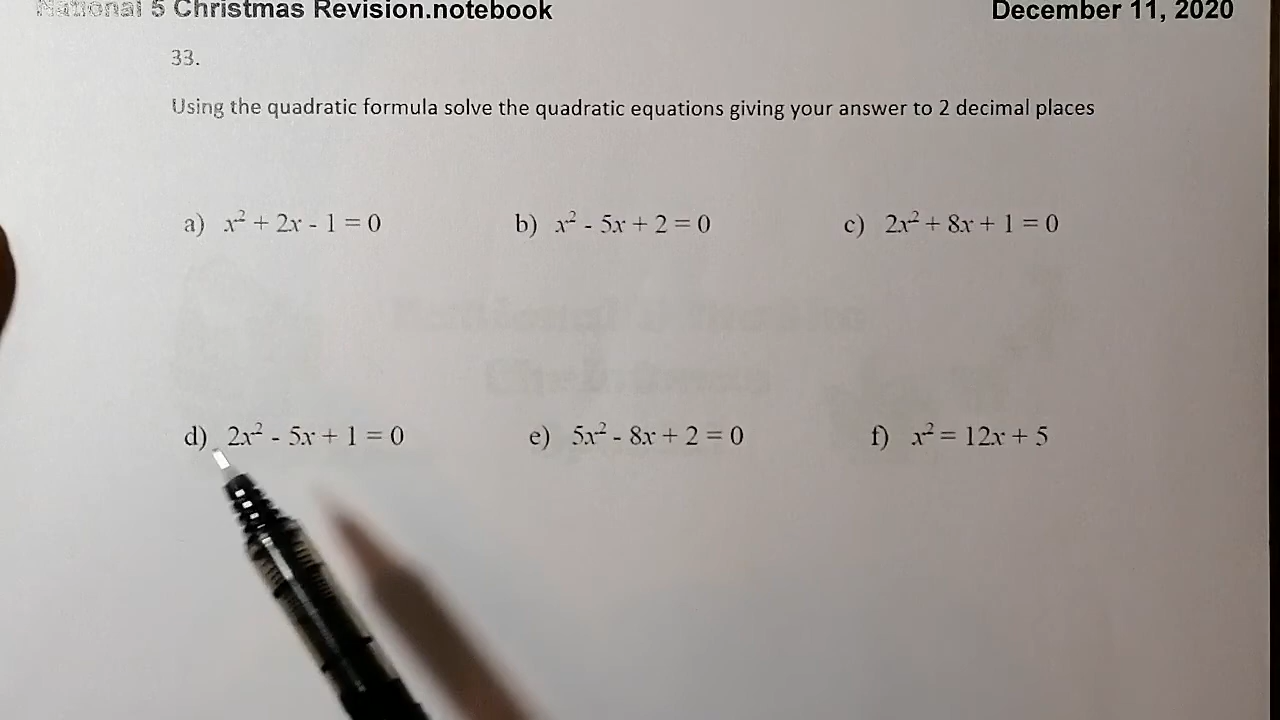 National 5 Christmas Revision.notebook December 11, 2020
33.
Using the quadratic formula solve the quadratic equations giving your answer to 2 decimal places
a) x² + 2x - 1 = 0 b) x² - 5x + 2 = 0 c) 2x² + 8x + 1 = 0
d) 2x² - 5x + 1 = 0 e) 5x² - 8x + 2 = 0 f) x² = 12x + 5